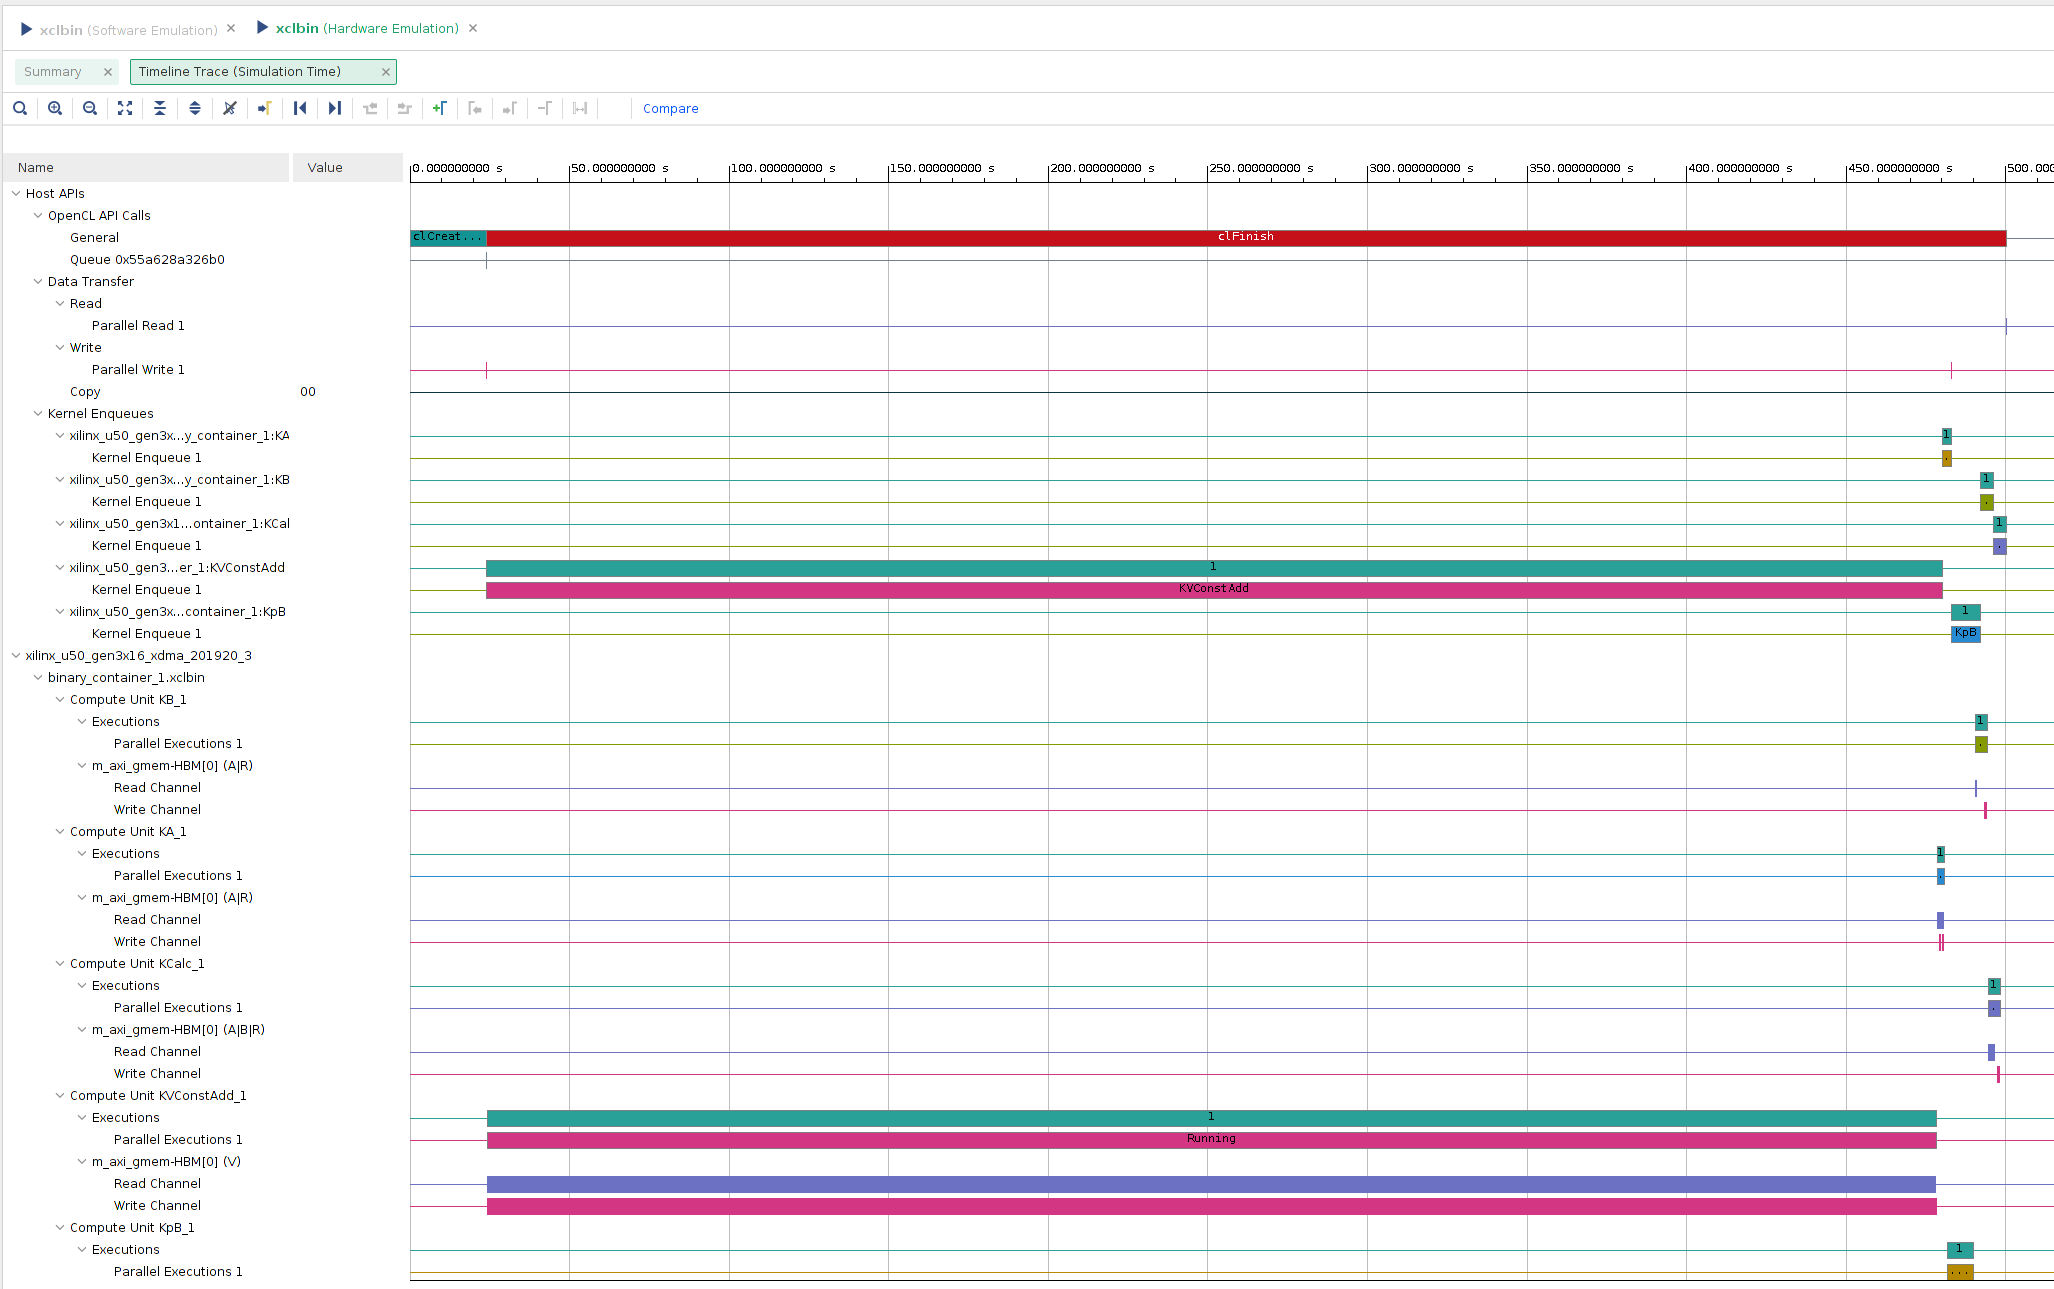 xclbin (Software Emulation) xclbin (Hardware Emulation)
Summary Timeline Trace (Simulation Time)
Compare
Name Value 0.000000000 s 50.000000000 s 100.000000000 s 150.000000000 s 200.000000000 s 250.000000000 s 300.000000000 s 350.000000000 s 400.000000000 s 450.000000000 s 500.000
Host APIs
OpenCL API Calls
General clCreat... clFinish
Queue 0x55a628a326b0
Data Transfer
Read
Parallel Read 1
Write
Parallel Write 1
Copy 00
Kernel Enqueues
xilinx_u50_gen3x...y_container_1:KA 1
Kernel Enqueue 1 .
xilinx_u50_gen3x...y_container_1:KB 1
Kernel Enqueue 1 .
xilinx_u50_gen3x1...ontainer_1:KCal 1
Kernel Enqueue 1 .
xilinx_u50_gen3...er_1:KVConstAdd 1
Kernel Enqueue 1 KVConstAdd
xilinx_u50_gen3x...container_1:KpB 1
Kernel Enqueue 1 KpB
xilinx_u50_gen3x16_xdma_201920_3
binary_container_1.xclbin
Compute Unit KB_1
Executions 1
Parallel Executions 1 .
m_axi_gmem-HBM[0] (A|R)
Read Channel
Write Channel
Compute Unit KA_1
Executions 1
Parallel Executions 1 .
m_axi_gmem-HBM[0] (A|R)
Read Channel
Write Channel
Compute Unit KCalc_1
Executions 1
Parallel Executions 1 .
m_axi_gmem-HBM[0] (A|B|R)
Read Channel
Write Channel
Compute Unit KVConstAdd_1
Executions 1
Parallel Executions 1 Running
m_axi_gmem-HBM[0] (V)
Read Channel
Write Channel
Compute Unit KpB_1
Executions 1
Parallel Executions 1 ...